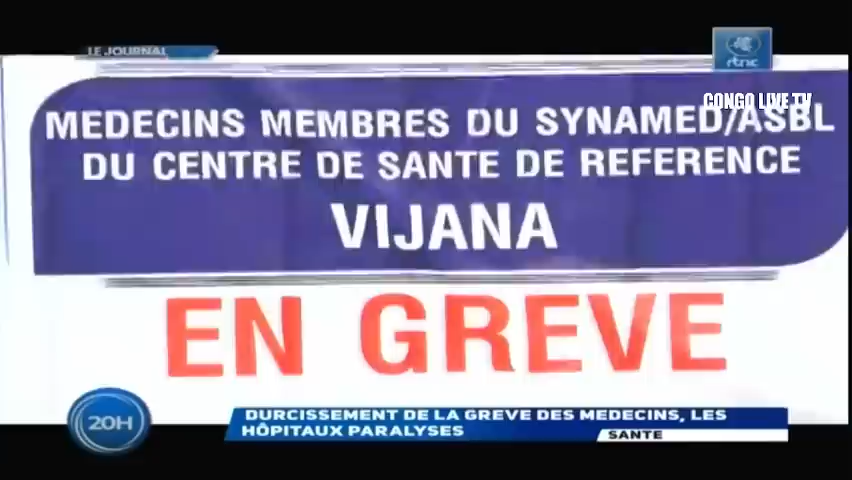 LE JOURNAL
rtnc
CONGO LIVE TV
MEDECINS MEMBRES DU SYNAMED/ASBL
DU CENTRE DE SANTE DE REFERENCE
VIJANA
EN GREVE
20H
DURCISSEMENT DE LA GREVE DES MEDECINS, LES
HÔPITAUX PARALYSES
SANTE